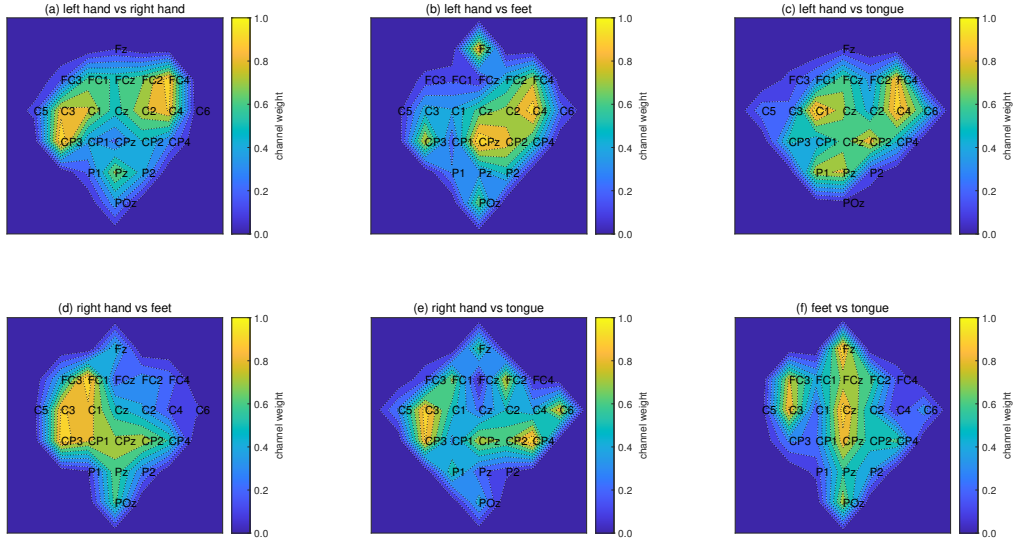 (a) left hand vs right hand
Fz
FC3 FC1 FCz FC2 FC4
C5 C3 C1 Cz C2 C4 C6
CP3 CP1 CPz CP2 CP4
P1 Pz P2
POz
1.0
0.8
0.6
0.4
0.2
0.0
channel weight
(b) left hand vs feet
Fz
FC3 FC1 FCz FC2 FC4
C5 C3 C1 Cz C2 C4 C6
CP3 CP1 CPz CP2 CP4
P1 Pz P2
POz
1.0
0.8
0.6
0.4
0.2
0.0
channel weight
(c) left hand vs tongue
Fz
FC3 FC1 FCz FC2 FC4
C5 C3 C1 Cz C2 C4 C6
CP3 CP1 CPz CP2 CP4
P1 Pz P2
POz
1.0
0.8
0.6
0.4
0.2
0.0
channel weight
(d) right hand vs feet
Fz
FC3 FC1 FCz FC2 FC4
C5 C3 C1 Cz C2 C4 C6
CP3 CP1 CPz CP2 CP4
P1 Pz P2
POz
1.0
0.8
0.6
0.4
0.2
0.0
channel weight
(e) right hand vs tongue
Fz
FC3 FC1 FCz FC2 FC4
C5 C3 C1 Cz C2 C4 C6
CP3 CP1 CPz CP2 CP4
P1 Pz P2
POz
1.0
0.8
0.6
0.4
0.2
0.0
channel weight
(f) feet vs tongue
Fz
FC3 FC1 FCz FC2 FC4
C5 C3 C1 Cz C2 C4 C6
CP3 CP1 CPz CP2 CP4
P1 Pz P2
POz
1.0
0.8
0.6
0.4
0.2
0.0
channel weight